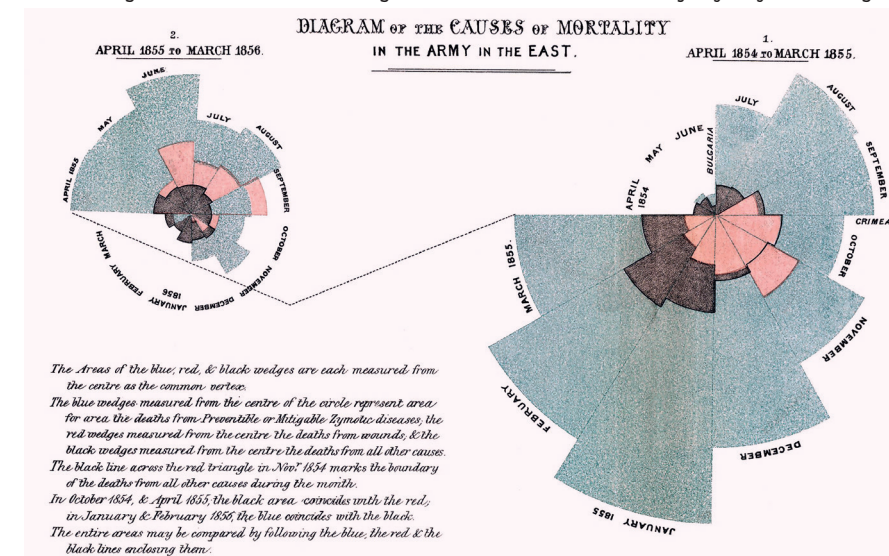 DIAGRAM OF THE CAUSES OF MORTALITY
IN THE ARMY IN THE EAST.
2.
APRIL 1855 TO MARCH 1856.
1.
APRIL 1854 TO MARCH 1855.
APRIL 1855
MAY
JUNE
JULY
AUGUST
SEPTEMBER
OCTOBER
NOVEMBER
DECEMBER
JANUARY
1856
FEBRUARY
MARCH
APRIL
1854
MAY
JUNE
BULGARIA
JULY
AUGUST
SEPTEMBER
CRIMEA
OCTOBER
NOVEMBER
DECEMBER
JANUARY 1855
FEBRUARY
MARCH 1855.
The Areas of the blue, red, & black wedges are each measured from
the centre as the common vertex.
The blue wedges measured from the centre of the circle represent area
for area the deaths from Preventible or Mitigable Zymotic diseases; the
red wedges measured from the centre the deaths from wounds; & the
black wedges measured from the centre the deaths from all other causes.
The black line across the red triangle in Novr. 1854 marks the boundary
of the deaths from all other causes during the month.
In October 1854, & April 1855, the black area coincides with the red;
in January & February 1856, the blue coincides with the black.
The entire areas may be compared by following the blue, the red & the
black lines enclosing them.